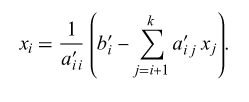 x_i = \frac{1}{a'_{ii}} \left( b'_i - \sum_{j=i+1}^{k} a'_{ij} x_j \right).